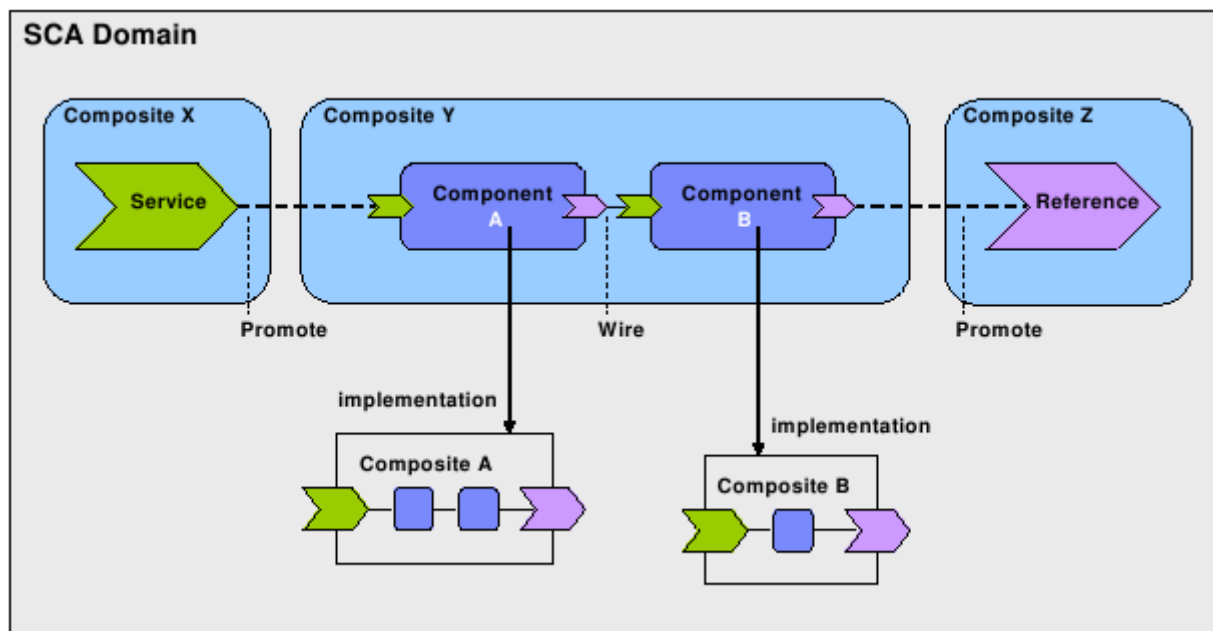 SCA Domain
Composite X
Composite Y
Composite Z
Service
Component
A
Component
B
Reference
Promote
Wire
Promote
implementation
implementation
Composite A
Composite B